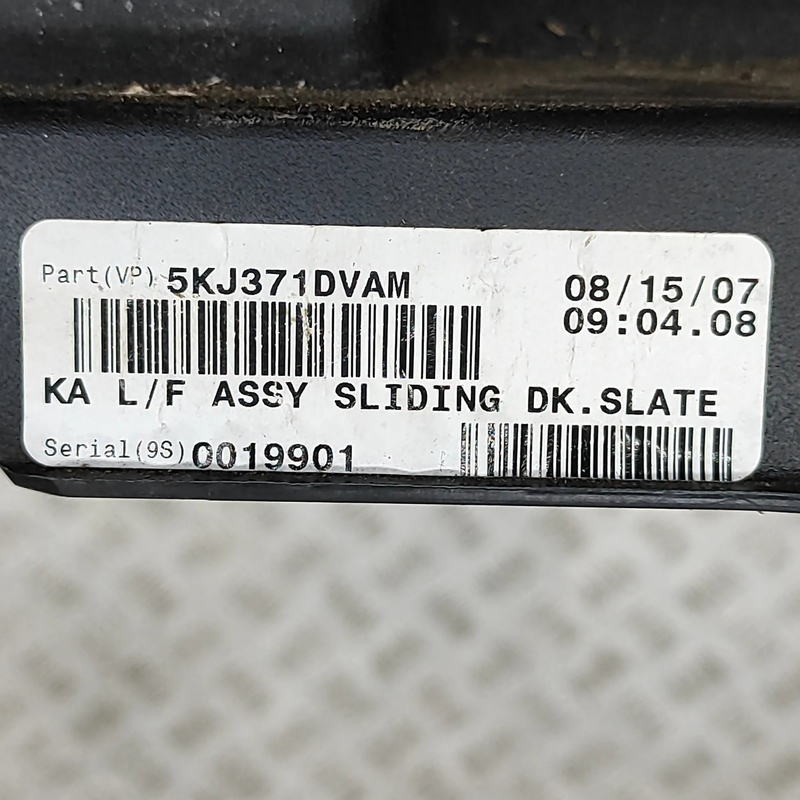 Part(VP) 5KJ371DVAM 08/15/07
09:04.08
KA L/F ASSY SLIDING DK.SLATE
Serial(9S) 0019901